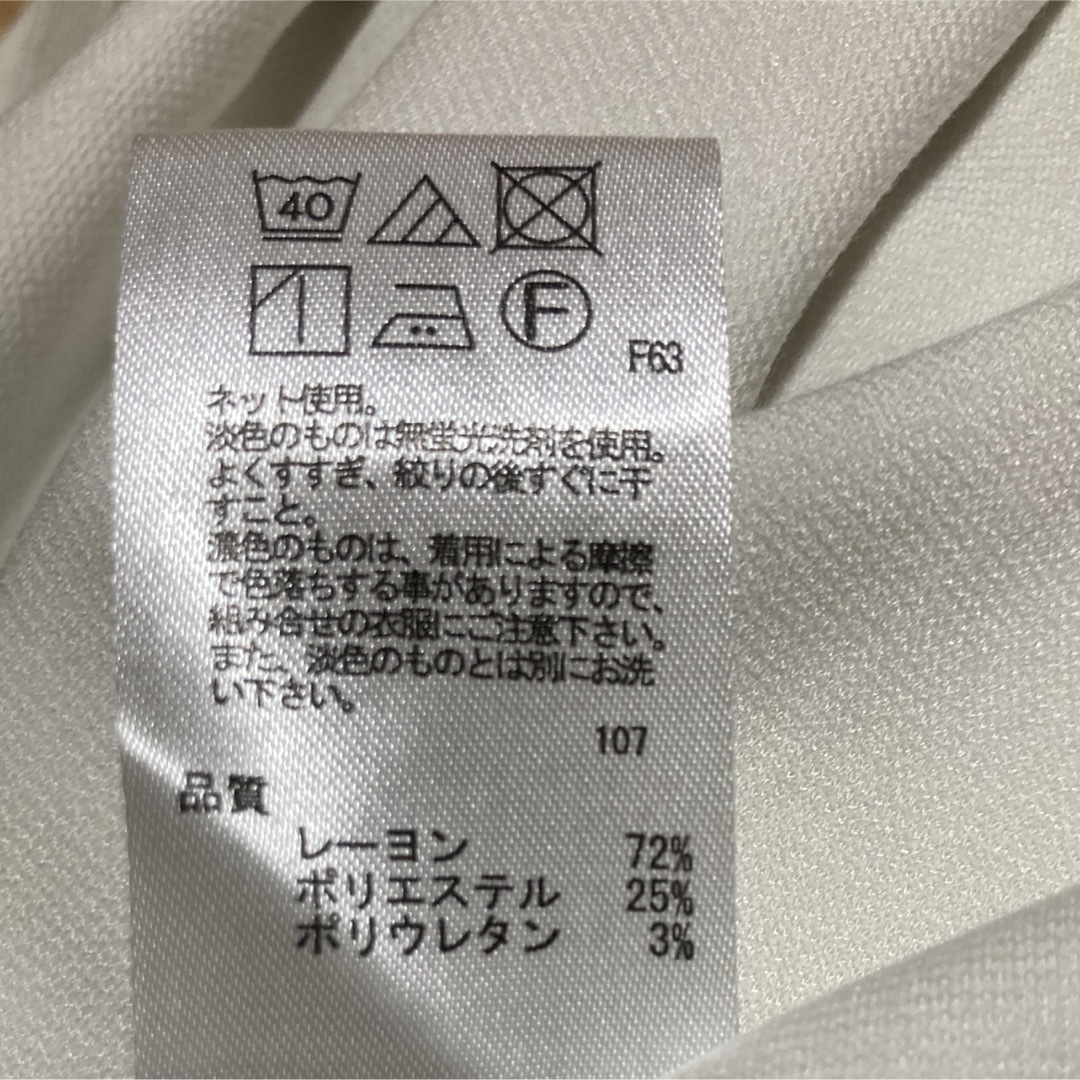 40
F
F63
ネット使用。
淡色のものは無蛍光洗剤を使用。
よくすすぎ、絞りの後すぐに干
すこと。
濃色のものは、着用による摩擦
で色落ちする事がありますので、
組み合せの衣服にご注意下さい。
また、淡色のものとは別にお洗
い下さい。
107
品質
レーヨン 72%
ポリエステル 25%
ポリウレタン 3%